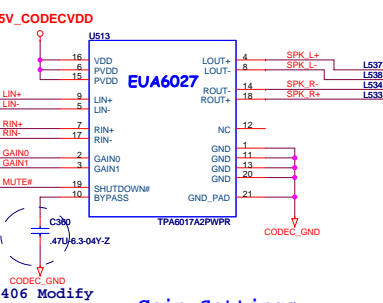 5V_CODECVDD
U513
16 VDD LOUT+ 4 SPK_L+ L537
6 PVDD LOUT- 8 SPK_L- L538
15 PVDD
EUA6027
ROUT- 14 SPK_R- L534
ROUT+ 18 SPK_R+ L533
LIN+ 9 LIN+
LIN- 5 LIN-
RIN+ 7 RIN+
RIN- 17 RIN-
NC 12
GAIN0 2 GAIN0
GAIN1 3 GAIN1
GND 1
GND 11
GND 13
GND 20
MUTE# 19 SHUTDOWN#
10 BYPASS
GND_PAD 21
TPA6017A2PWPR
C360
.47U-6.3-04Y-Z
CODEC_GND
CODEC_GND
406 Modify